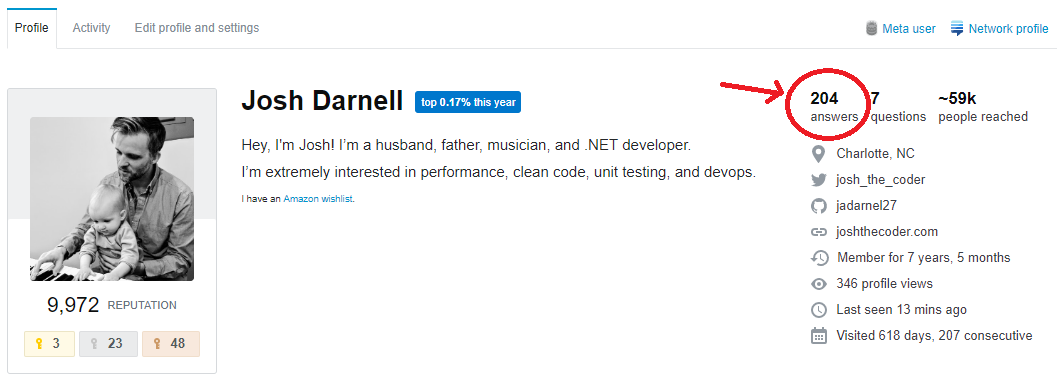 Profile
Activity
Edit profile and settings
Meta user
Network profile
Josh Darnell
top 0.17% this year
Hey, I'm Josh! I'm a husband, father, musician, and .NET developer.
I'm extremely interested in performance, clean code, unit testing, and devops.
I have an Amazon wishlist.
9,972 REPUTATION
3
23
48
204
answers
7
questions
~59k
people reached
Charlotte, NC
josh_the_coder
jadarnel27
joshthecoder.com
Member for 7 years, 5 months
346 profile views
Last seen 13 mins ago
Visited 618 days, 207 consecutive